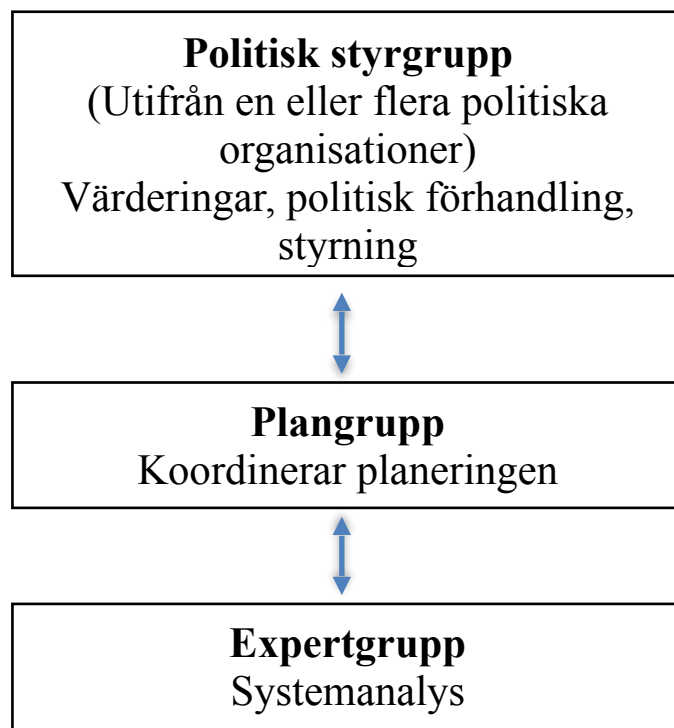 Politisk styrgrupp
(Utifrån en eller flera politiska
organisationer)
Värderingar, politisk förhandling,
styrning
Plangrupp
Koordinerar planeringen
Expertgrupp
Systemanalys